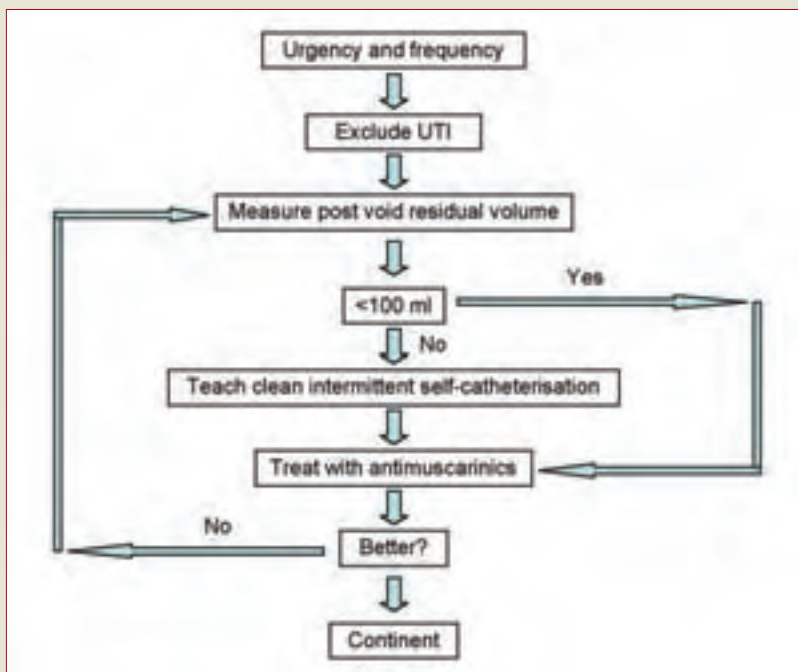 Urgency and frequency
Exclude UTI
Measure post void residual volume
<100 ml
Yes
No
Teach clean intermittent self-catheterisation
Treat with antimuscarinics
No
Better?
Continent